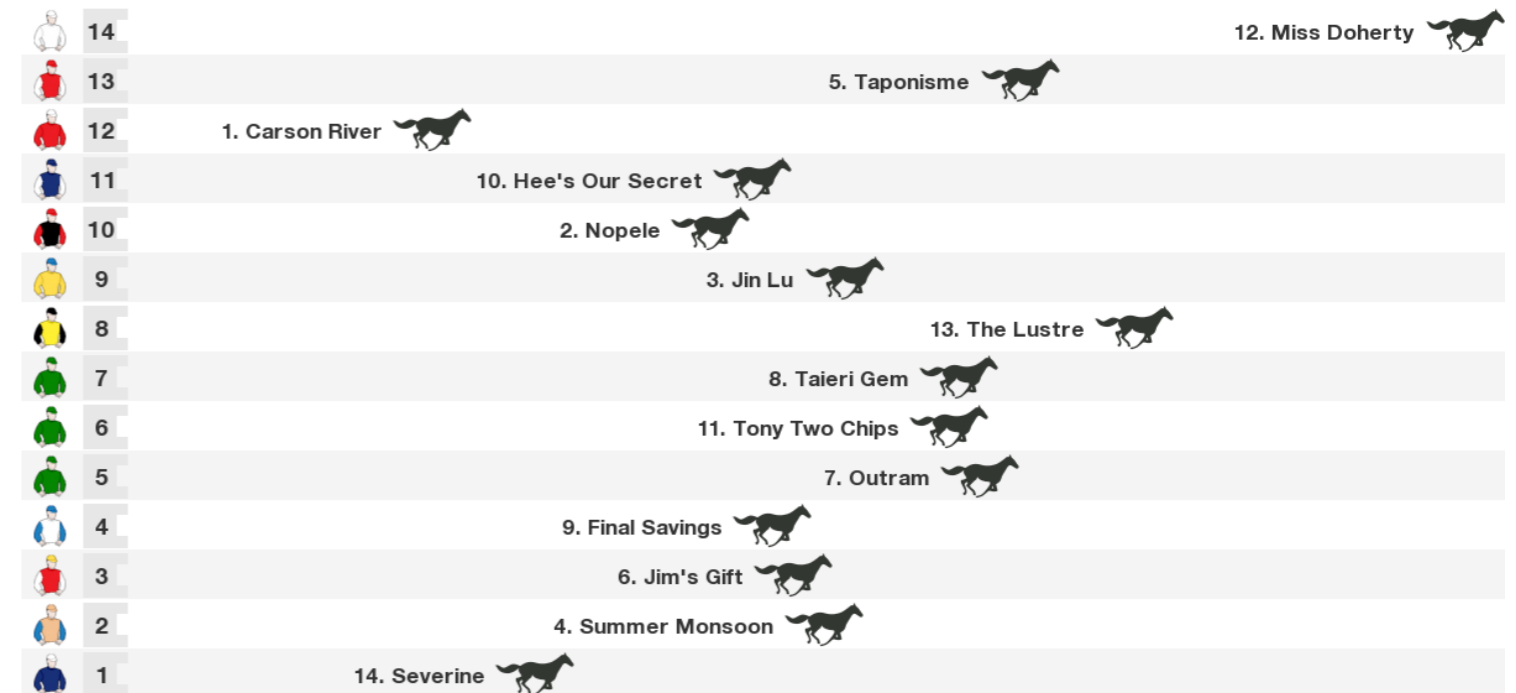 14 12. Miss Doherty
13 5. Taponisme
12 1. Carson River
11 10. Hee's Our Secret
10 2. Nopele
9 3. Jin Lu
8 13. The Lustre
7 8. Taieri Gem
6 11. Tony Two Chips
5 7. Outram
4 9. Final Savings
3 6. Jim's Gift
2 4. Summer Monsoon
1 14. Severine